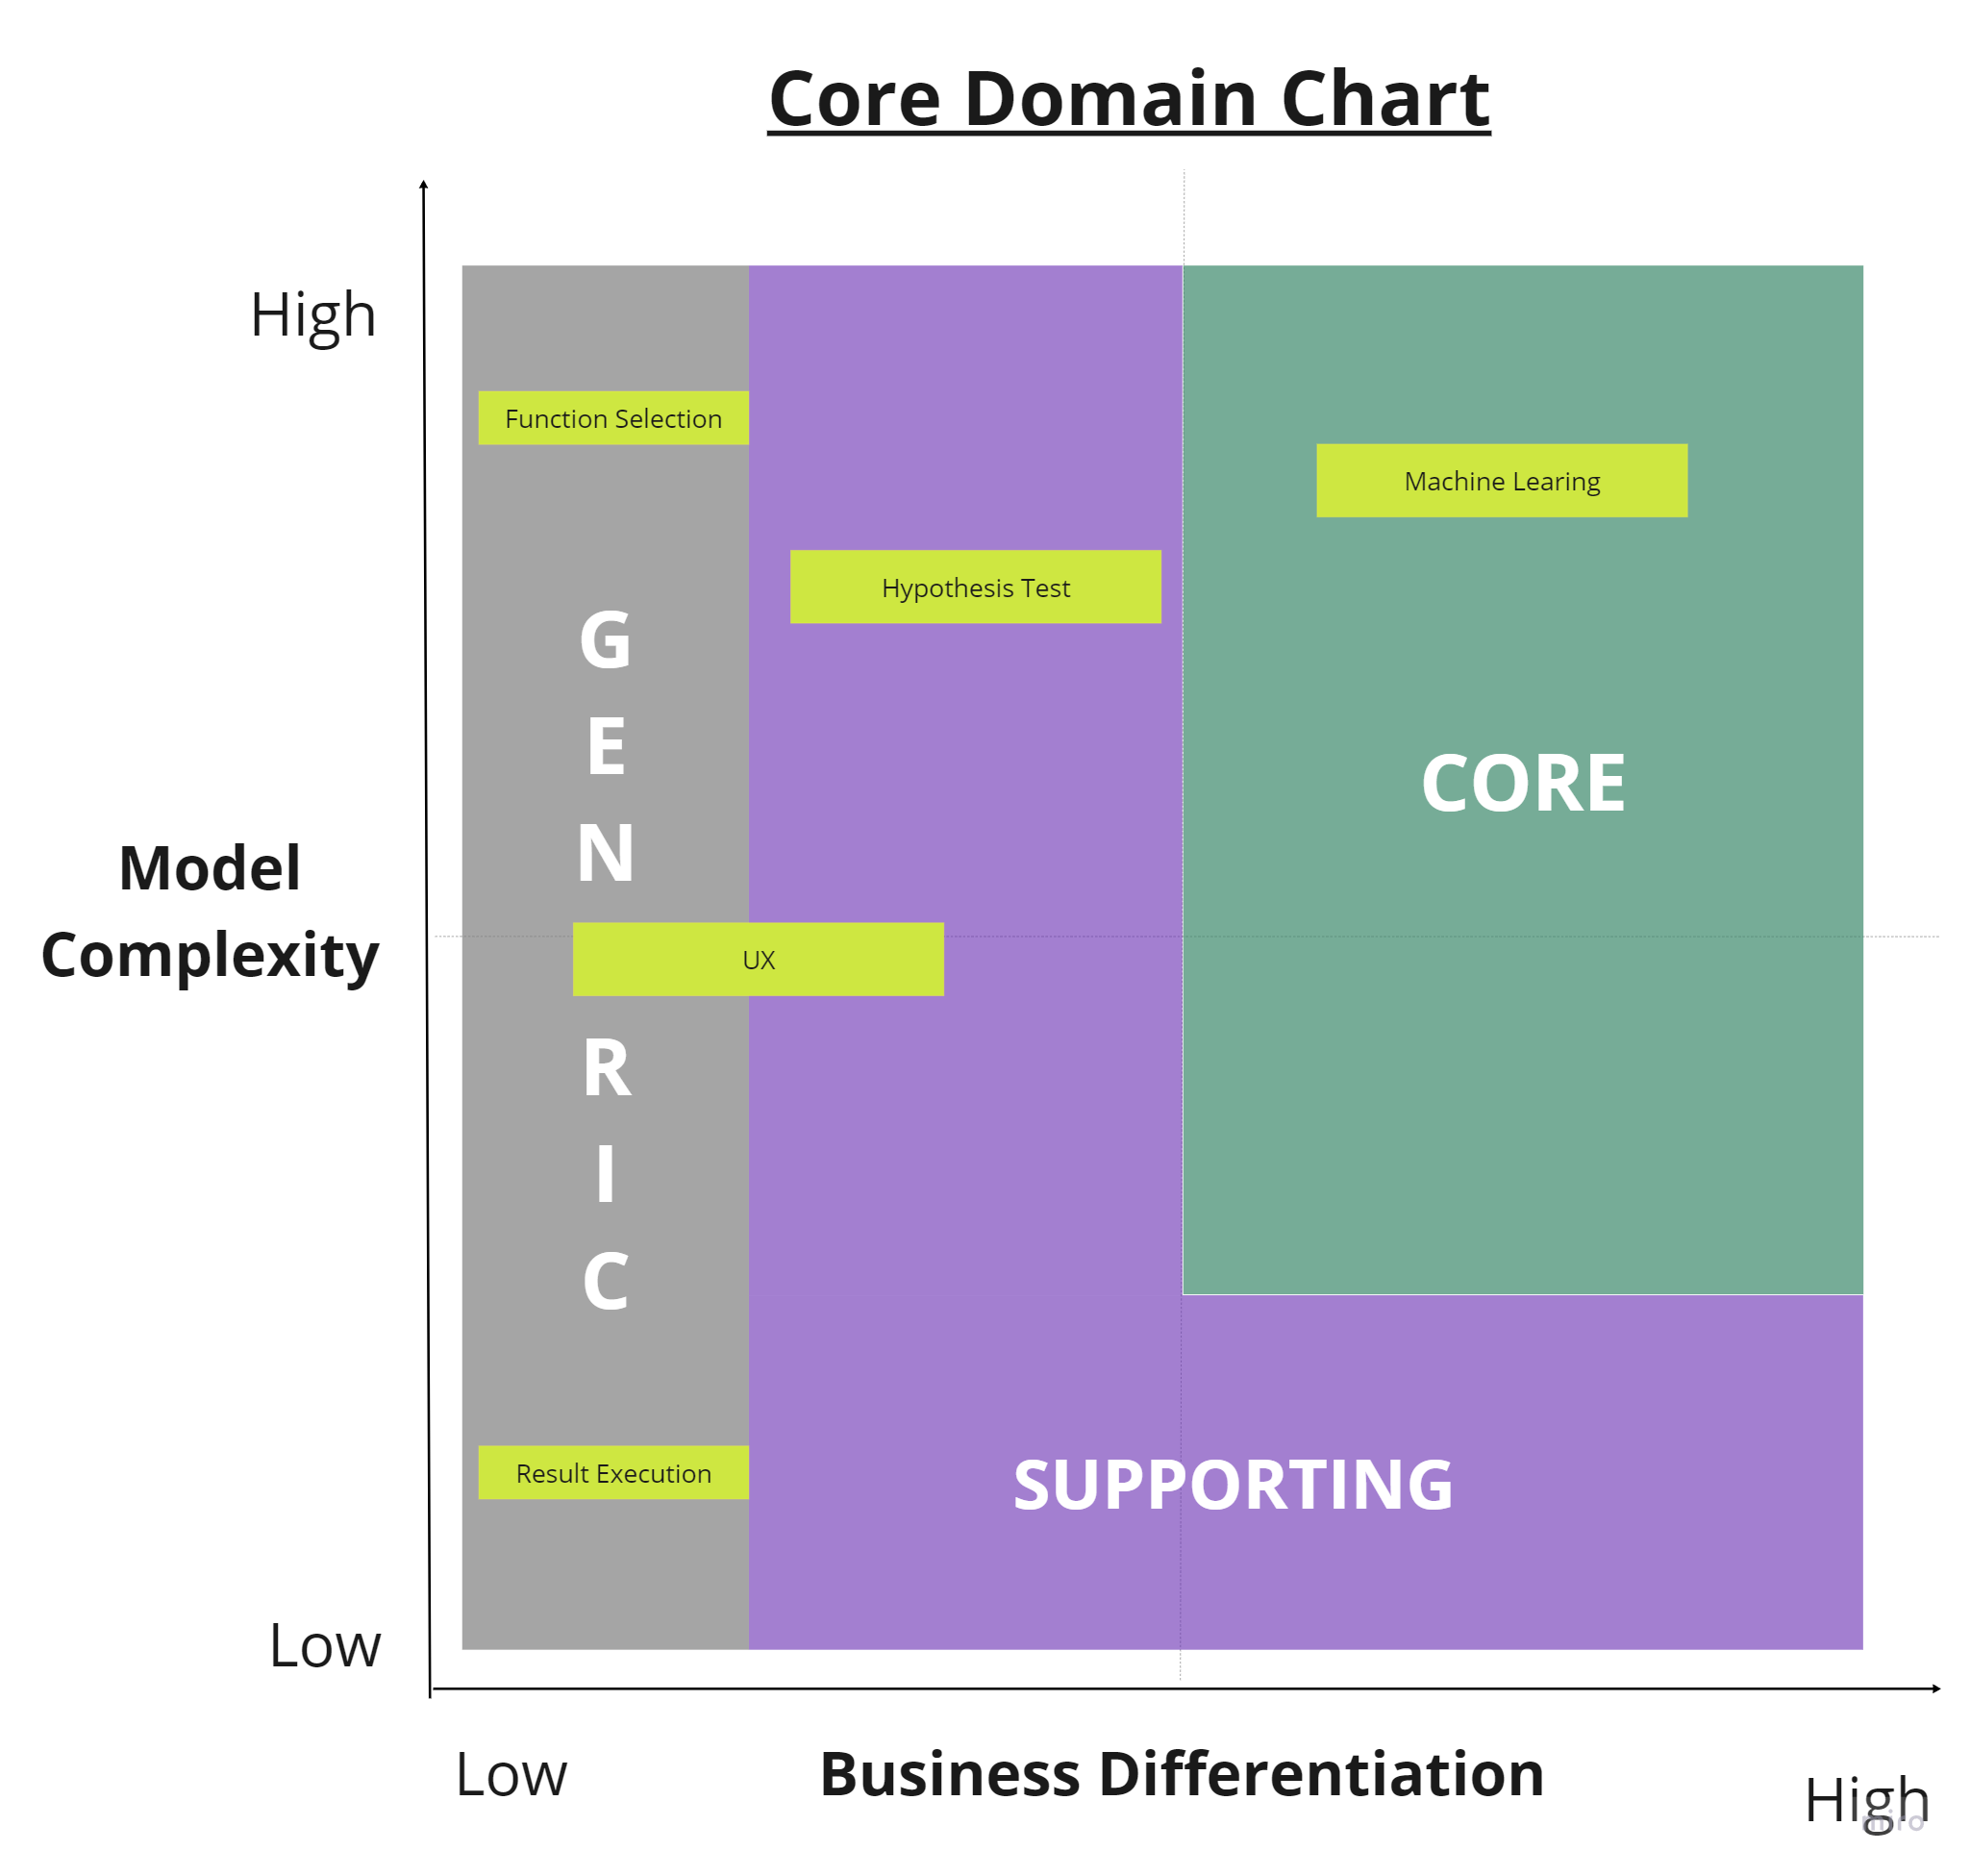 Core Domain Chart
High
Function Selection
Machine Learing
Hypothesis Test
G
E
N
R
I
C
CORE
Model
Complexity
UX
Result Execution
SUPPORTING
Low
Low
Business Differentiation
High
miro